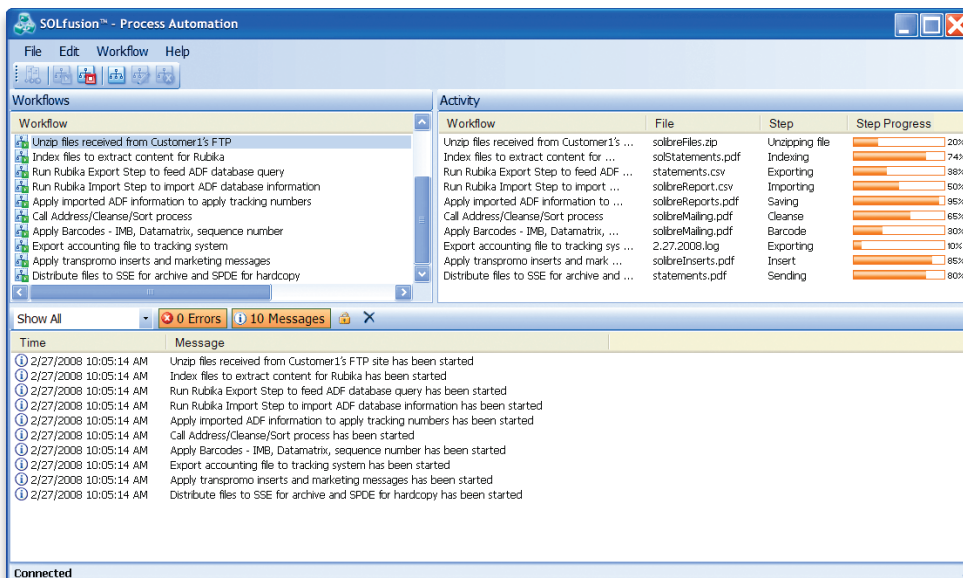 SOLfusion™ - Process Automation
File Edit Workflow Help
Workflows
Workflow
Unzip files received from Customer1's FTP
Index files to extract content for Rubika
Run Rubika Export Step to feed ADF database query
Run Rubika Import Step to import ADF database information
Apply imported ADF information to apply tracking numbers
Call Address/Cleanse/Sort process
Apply Barcodes - IMB, Datamatrix, sequence number
Export accounting file to tracking system
Apply transpromo inserts and marketing messages
Distribute files to SSE for archive and SPDE for hardcopy
Activity
Workflow File Step Step Progress
Unzip files received from Customer1's ... solibreFiles.zip Unzipping file 20%
Index files to extract content for ... solStatements.pdf Indexing 74%
Run Rubika Export Step to feed ADF ... statements.csv Exporting 38%
Run Rubika Import Step to import ... solibreReport.csv Importing 50%
Apply imported ADF information to ... solibreReports.pdf Saving 95%
Call Address/Cleanse/Sort process solibreMailing.pdf Cleanse 65%
Apply Barcodes - IMB, Datamatrix, ... solibreMailing.pdf Barcode 30%
Export accounting file to tracking sys ... 2.27.2008.log Exporting 10%
Apply transpromo inserts and mark ... solibreInserts.pdf Insert 85%
Distribute files to SSE for archive and ... statements.pdf Sending 80%
Show All 0 Errors 10 Messages
Time Message
2/27/2008 10:05:14 AM Unzip files received from Customer1's FTP site has been started
2/27/2008 10:05:14 AM Index files to extract content for Rubika has been started
2/27/2008 10:05:14 AM Run Rubika Export Step to feed ADF database query has been started
2/27/2008 10:05:14 AM Run Rubika Import Step to import ADF database information has been started
2/27/2008 10:05:14 AM Apply imported ADF information to apply tracking numbers has been started
2/27/2008 10:05:14 AM Call Address/Cleanse/Sort process has been started
2/27/2008 10:05:14 AM Apply Barcodes - IMB, Datamatrix, sequence number has been started
2/27/2008 10:05:14 AM Export accounting file to tracking system has been started
2/27/2008 10:05:14 AM Apply transpromo inserts and marketing messages has been started
2/27/2008 10:05:14 AM Distribute files to SSE for archive and SPDE for hardcopy has been started
Connected